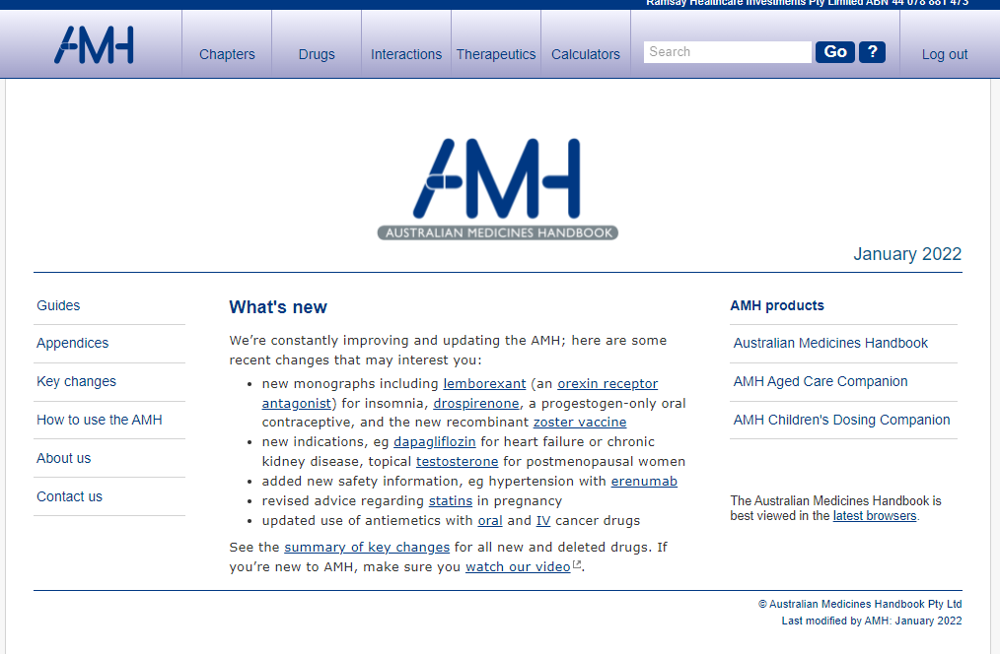 Ramsay Healthcare Investments Pty Limited ABN 44 078 881 473
AMH
Chapters
Drugs
Interactions
Therapeutics
Calculators
Search
Go
?
Log out
AMH
AUSTRALIAN MEDICINES HANDBOOK
January 2022
Guides
Appendices
Key changes
How to use the AMH
About us
Contact us
What's new
We’re constantly improving and updating the AMH; here are some
recent changes that may interest you:
• new monographs including lemborexant (an orexin receptor
antagonist) for insomnia, drospirenone, a progestogen-only oral
contraceptive, and the new recombinant zoster vaccine
• new indications, eg dapagliflozin for heart failure or chronic
kidney disease, topical testosterone for postmenopausal women
• added new safety information, eg hypertension with erenumab
• revised advice regarding statins in pregnancy
• updated use of antiemetics with oral and IV cancer drugs
See the summary of key changes for all new and deleted drugs. If
you’re new to AMH, make sure you watch our video.
AMH products
Australian Medicines Handbook
AMH Aged Care Companion
AMH Children's Dosing Companion
The Australian Medicines Handbook is
best viewed in the latest browsers.
© Australian Medicines Handbook Pty Ltd
Last modified by AMH: January 2022